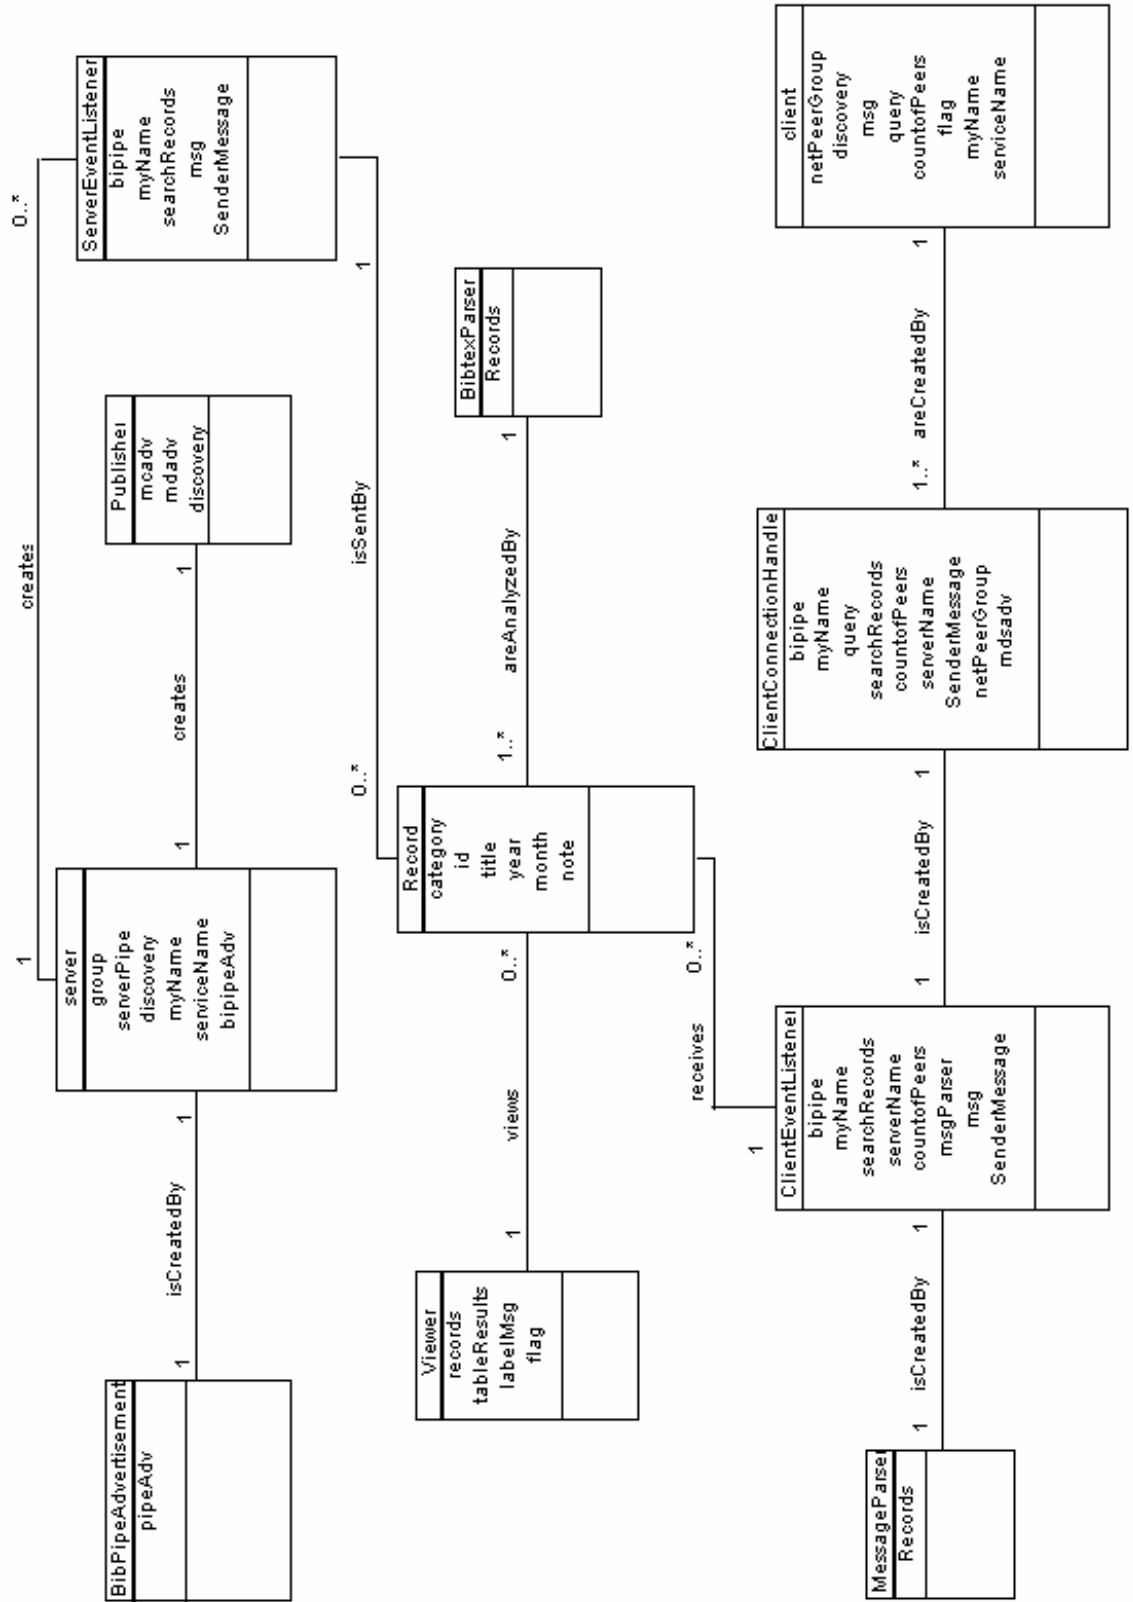 1
creates
0..*
BibPipeAdvertisement
pipeAdv
1
isCreatedBy
1
server
group
serverPipe
discovery
myName
serviceName
bipipeAdv
1
creates
1
Publisher
mcadv
mdadv
discovery
ServerEventListener
bipipe
myName
searchRecords
msg
SenderMessage
0..*
isSentBy
1
Viewer
records
tableResults
labelMsg
flag
1
views
0..*
Record
category
id
title
year
month
note
1..*
areAnalyzedBy
1
BibtexParser
Records
1
receives
0..*
MessageParser
Records
1
isCreatedBy
1
ClientEventListener
bipipe
myName
searchRecords
serverName
countofPeers
msgParser
msg
SenderMessage
1
isCreatedBy
1
ClientConnectionHandle
bipipe
myName
query
searchRecords
countofPeers
serverName
SenderMessage
netPeerGroup
mdsadv
1..*
areCreatedBy
1
client
netPeerGroup
discovery
msg
query
countofPeers
flag
myName
serviceName